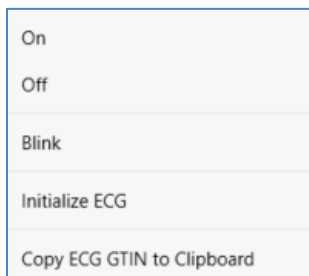 On
Off
Blink
Initialize ECG
Copy ECG GTIN to Clipboard